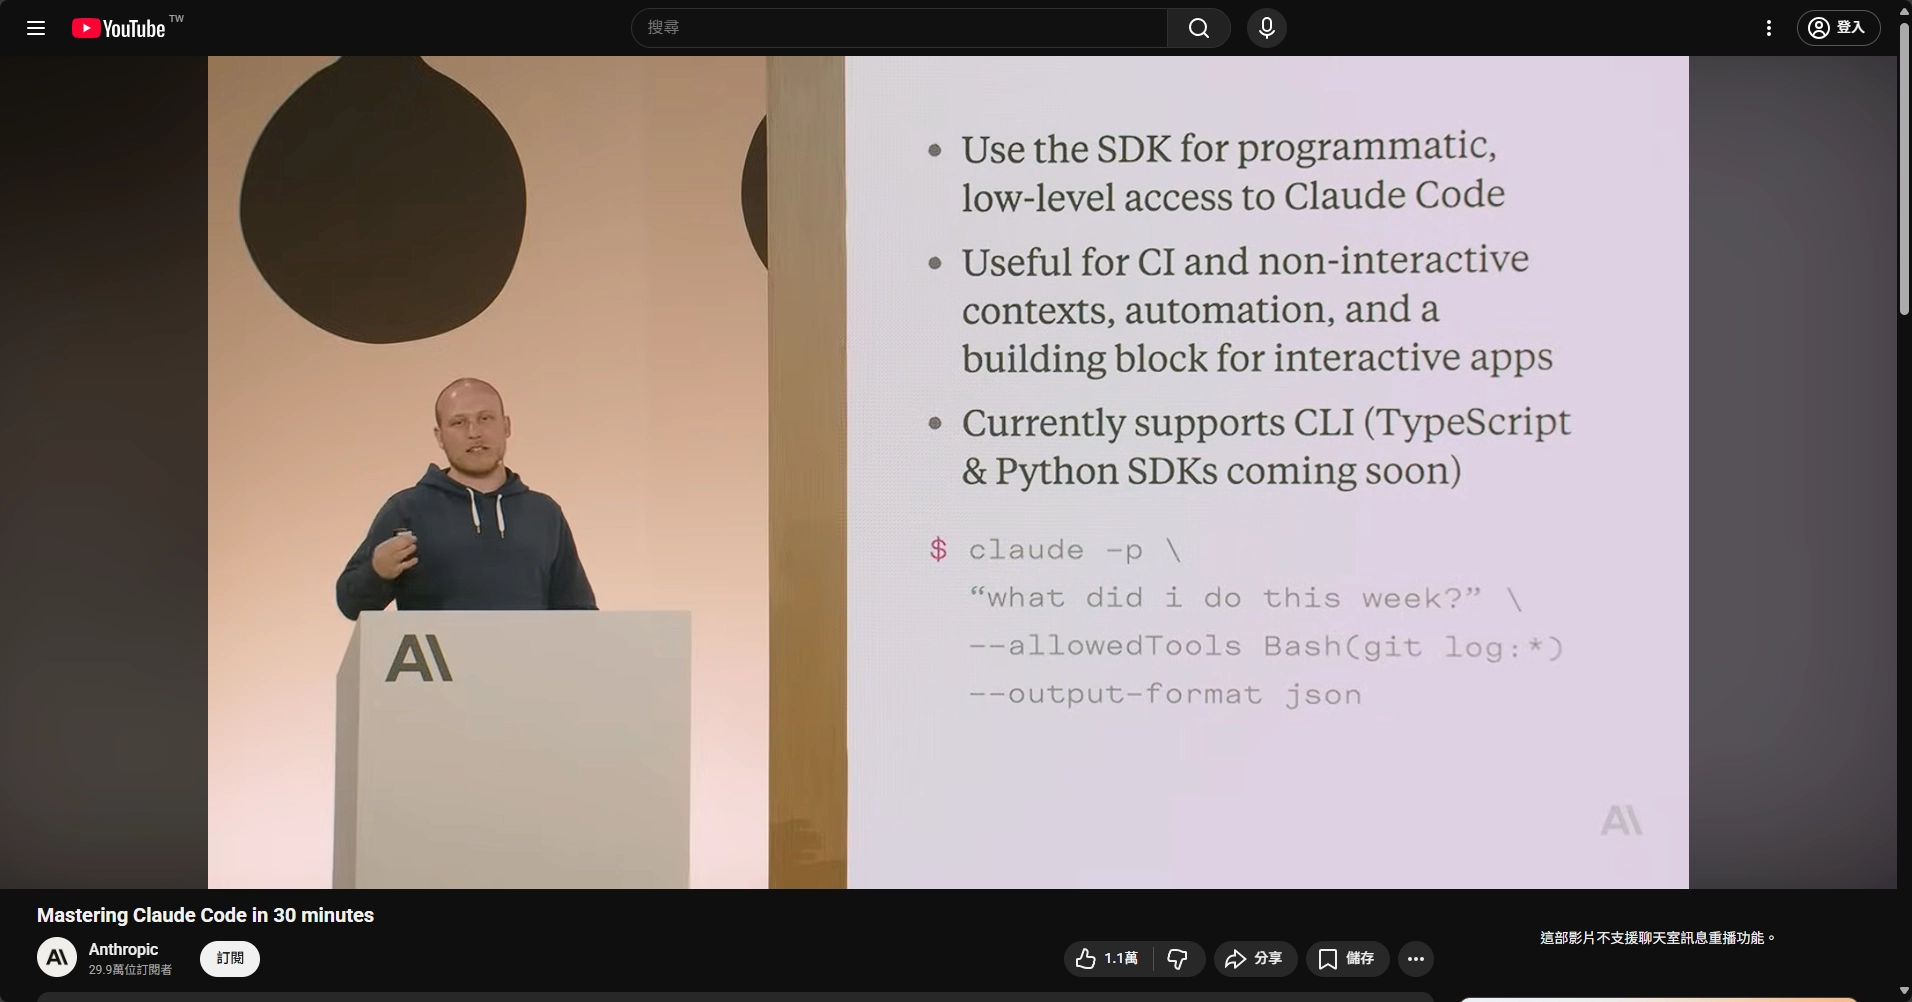 YouTube TW
搜尋
登入
• Use the SDK for programmatic,
low-level access to Claude Code
• Useful for CI and non-interactive
contexts, automation, and a
building block for interactive apps
• Currently supports CLI (TypeScript
& Python SDKs coming soon)
$ claude -p \
“what did i do this week?” \
--allowedTools Bash(git log:*)
--output-format json
A\
A\
Mastering Claude Code in 30 minutes
A\
Anthropic
29.9萬位訂閱者
訂閱
1.1萬
分享
儲存
這部影片不支援聊天室訊息重播功能。